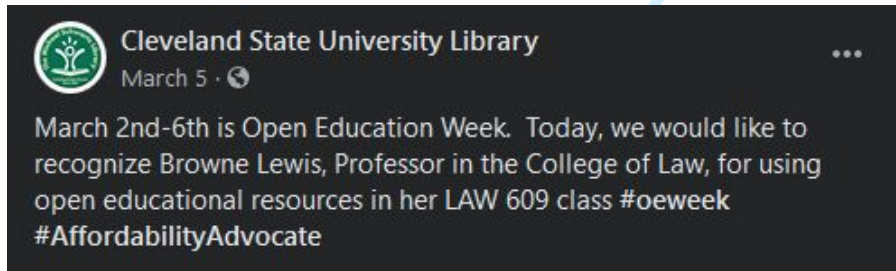 Cleveland State University Library
March 5 ·
March 2nd-6th is Open Education Week.  Today, we would like to
recognize Browne Lewis, Professor in the College of Law, for using
open educational resources in her LAW 609 class #oeweek
#AffordabilityAdvocate